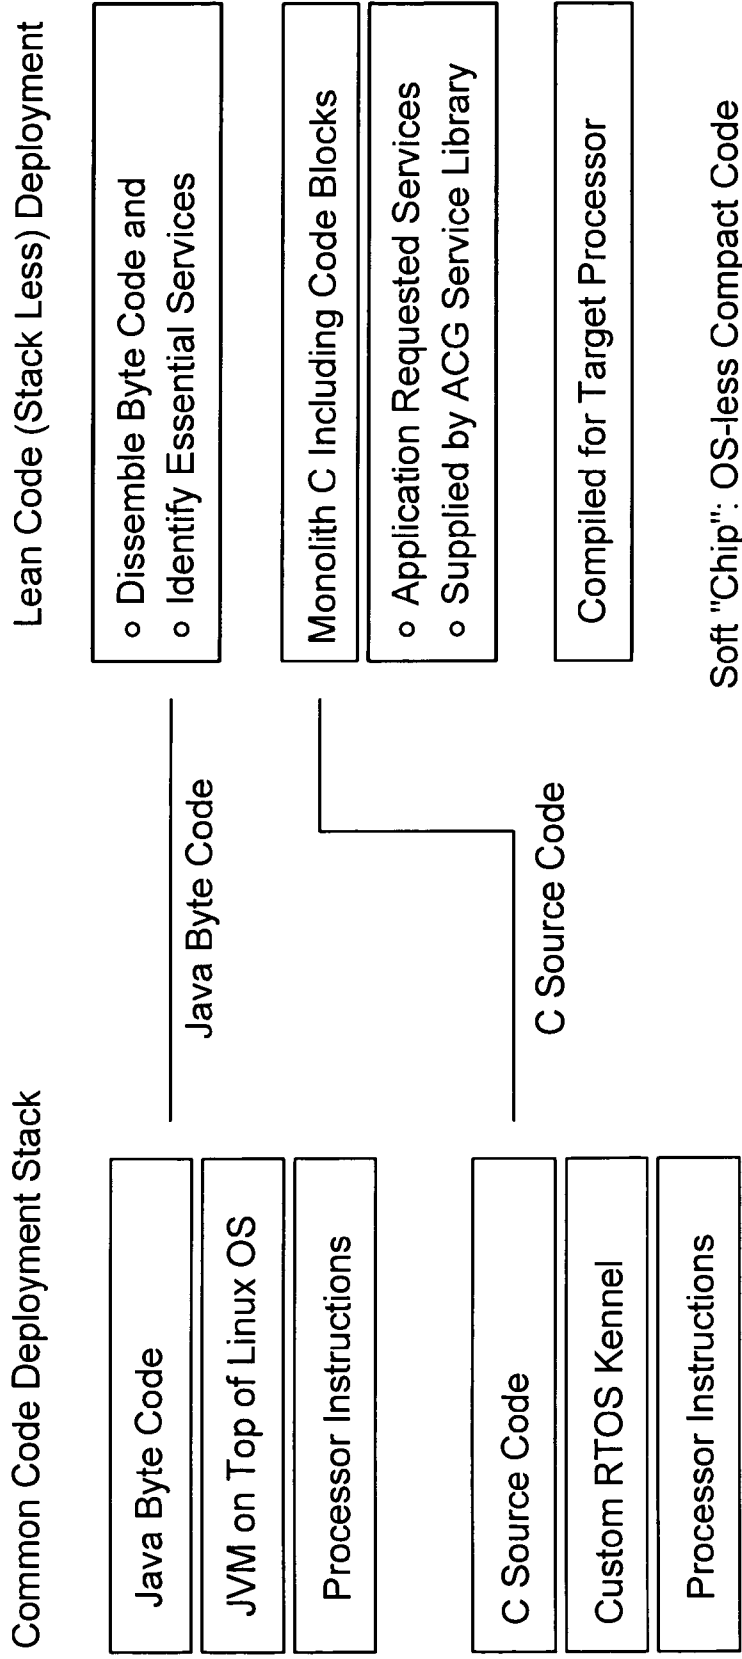 Common Code Deployment Stack
Java Byte Code
JVM on Top of Linux OS
Processor Instructions
C Source Code
Custom RTOS Kennel
Processor Instructions
Java Byte Code
C Source Code
Lean Code (Stack Less) Deployment
o Dissemble Byte Code and
o Identify Essential Services
Monolith C Including Code Blocks
o Application Requested Services
o Supplied by ACG Service Library
Compiled for Target Processor
Soft "Chip": OS-less Compact Code